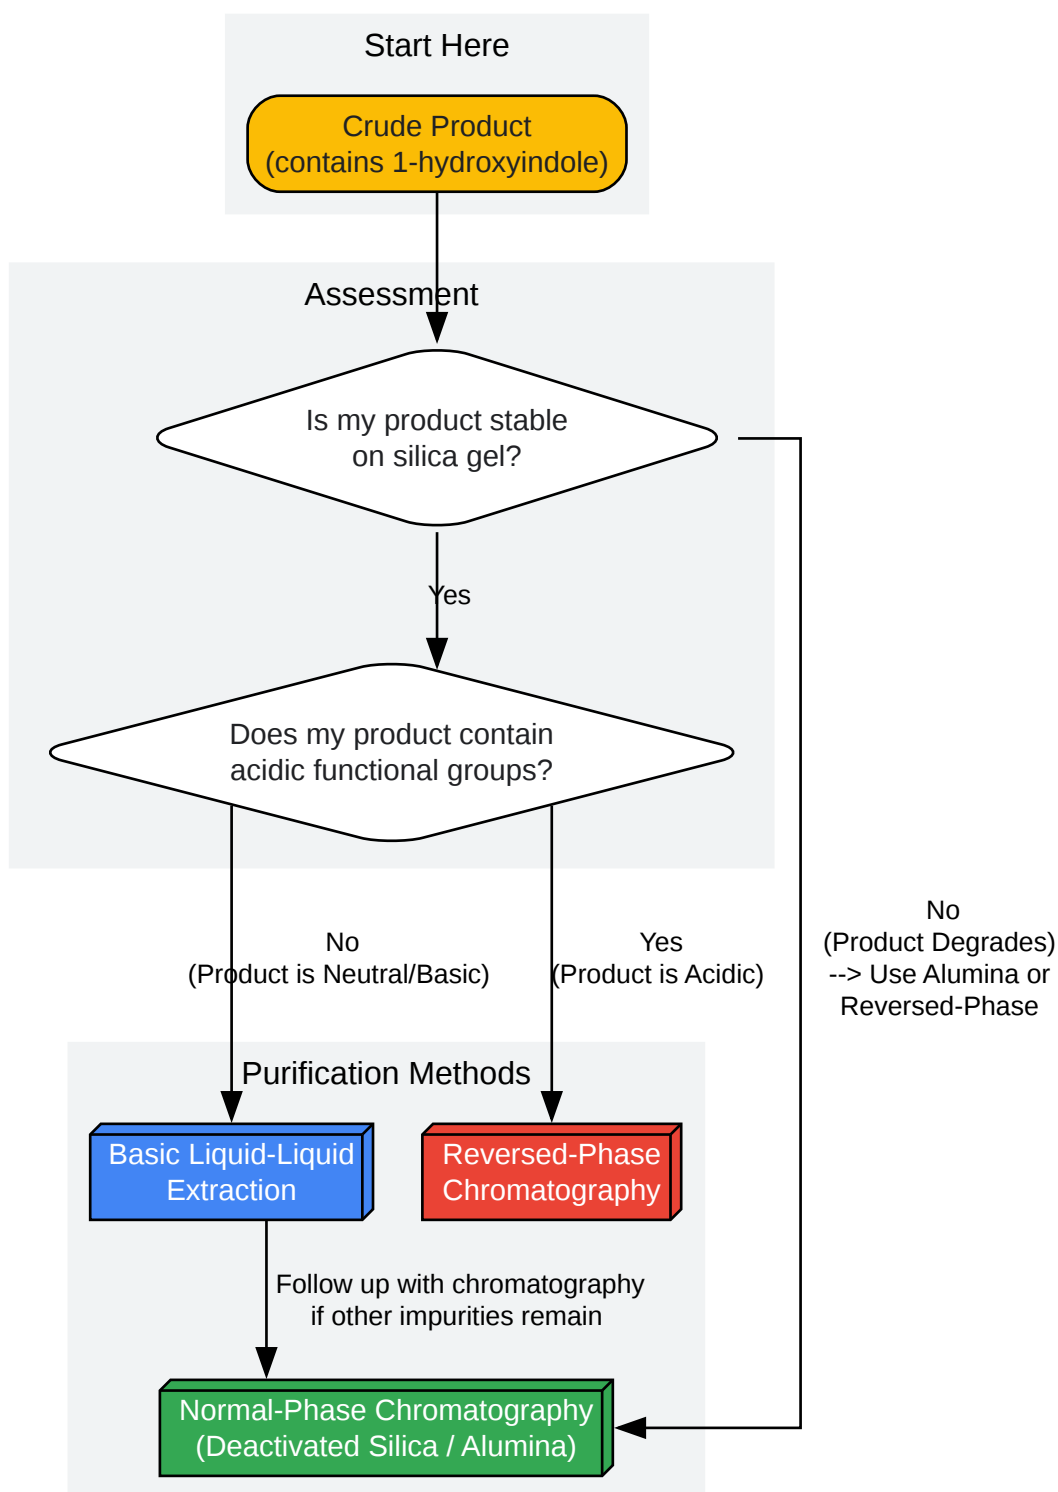 Start Here
Crude Product
(contains 1-hydroxyindole)
Assessment
Is my product stable
on silica gel?
Yes
Does my product contain
acidic functional groups?
No
(Product is Neutral/Basic)
Yes
(Product is Acidic)
No
(Product Degrades)
--> Use Alumina or
Reversed-Phase
Purification Methods
Basic Liquid-Liquid
Extraction
Reversed-Phase
Chromatography
Follow up with chromatography
if other impurities remain
Normal-Phase Chromatography
(Deactivated Silica / Alumina)